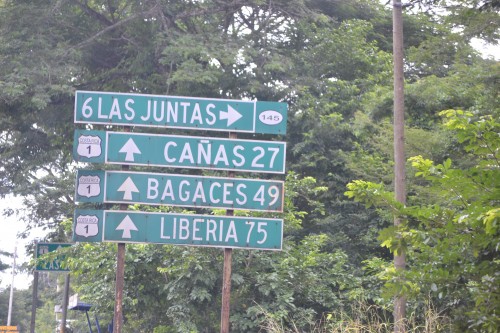 6 LAS JUNTAS 145
1 CAÑAS 27
1 BAGACES 49
1 LIBERIA 75